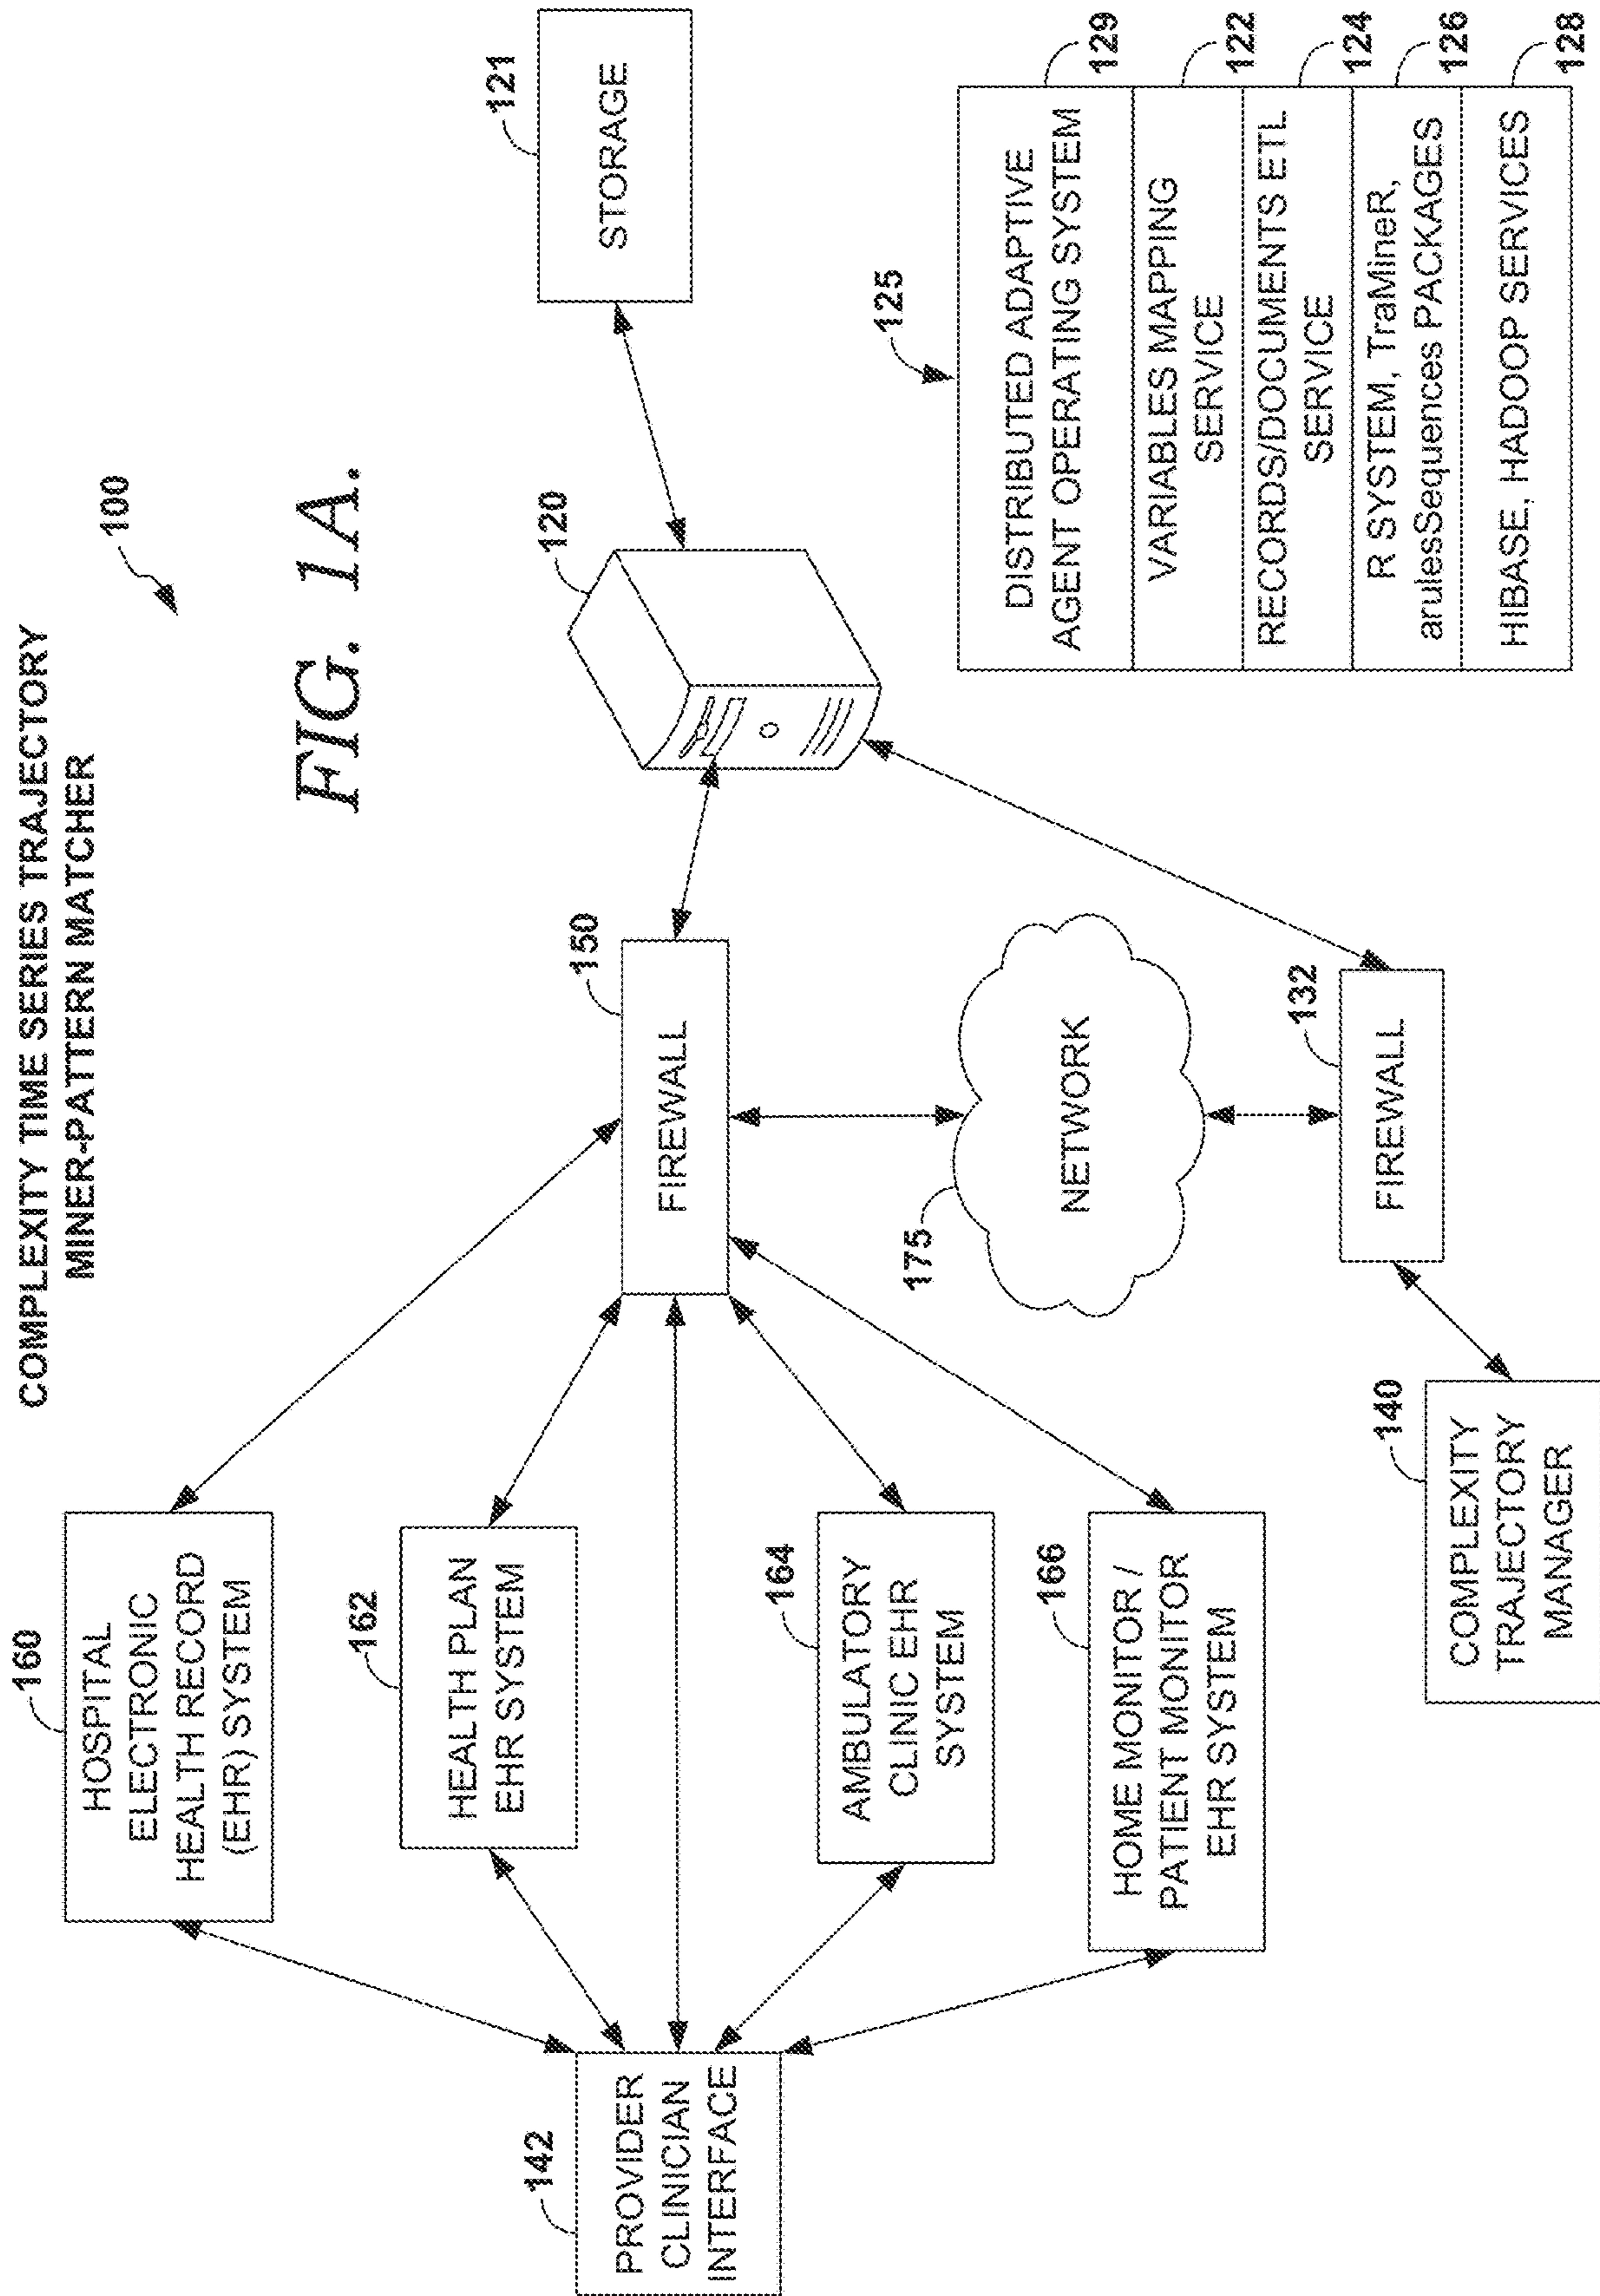 COMPLEXITY TIME SERIES TRAJECTORY
MINER-PATTERN MATCHER
100
FIG. 1A.
160
HOSPITAL
ELECTRONIC
HEALTH RECORD
(EHR) SYSTEM
162
HEALTH PLAN
EHR SYSTEM
164
AMBULATORY
CLINIC EHR
SYSTEM
166
HOME MONITOR /
PATIENT MONITOR
EHR SYSTEM
142
PROVIDER
CLINICIAN
INTERFACE
150
FIREWALL
175
NETWORK
132
FIREWALL
140
COMPLEXITY
TRAJECTORY
MANAGER
120
121
STORAGE
125
DISTRIBUTED ADAPTIVE
AGENT OPERATING SYSTEM
129
VARIABLES MAPPING
SERVICE
122
RECORDS/DOCUMENTS ETL
SERVICE
124
R SYSTEM, TraMineR,
arulesSequences PACKAGES
126
HIBASE, HADOOP SERVICES
128